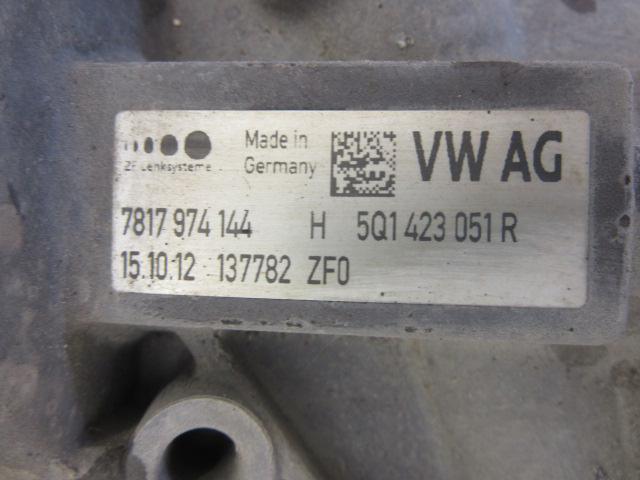 Made in
Germany
VW AG
ZF Lenksysteme
7817 974 144 H 5Q1 423 051 R
15.10.12 137782 ZF0